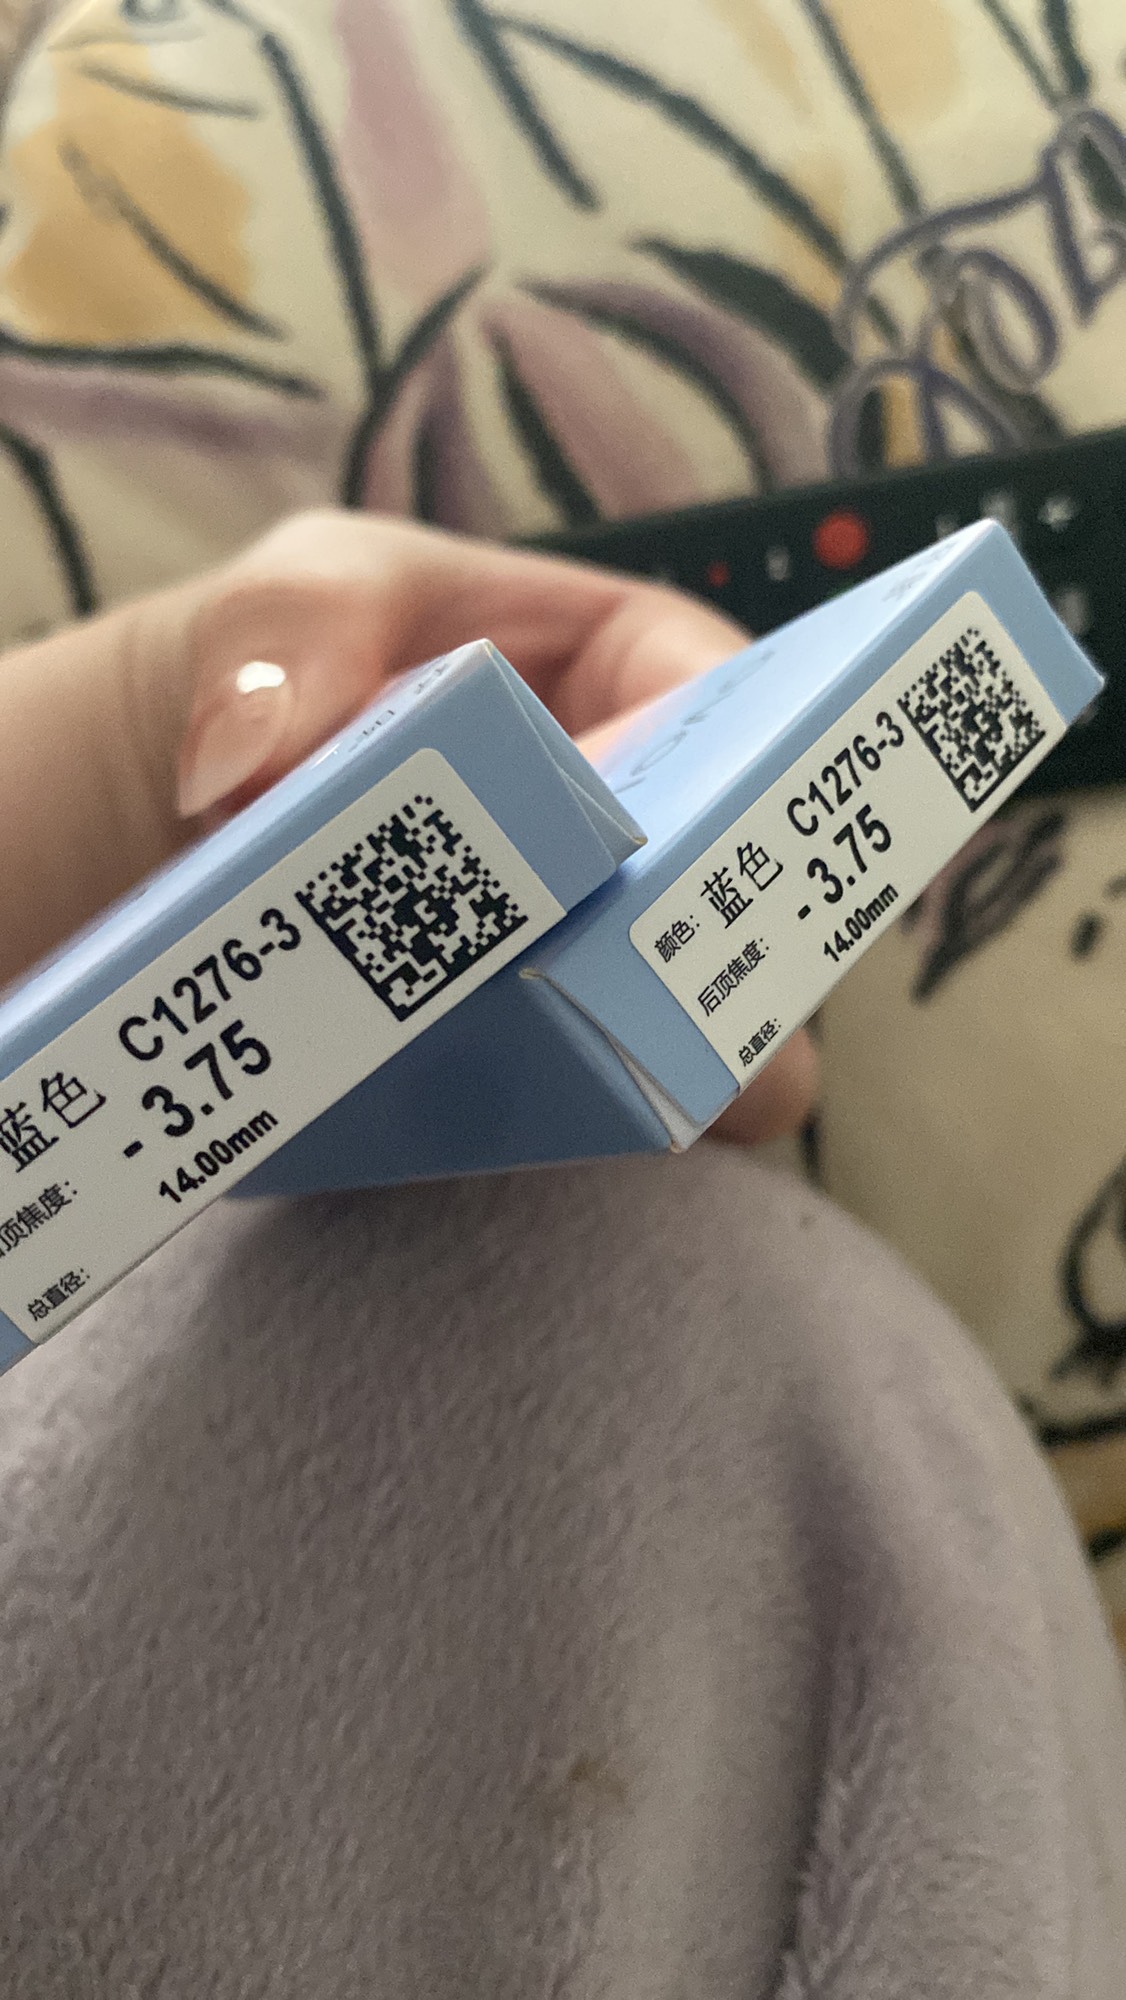 蓝色 C1276-3
后顶焦度: - 3.75
总直径: 14.00mm
颜色: 蓝色 C1276-3
后顶焦度: - 3.75
总直径: 14.00mm